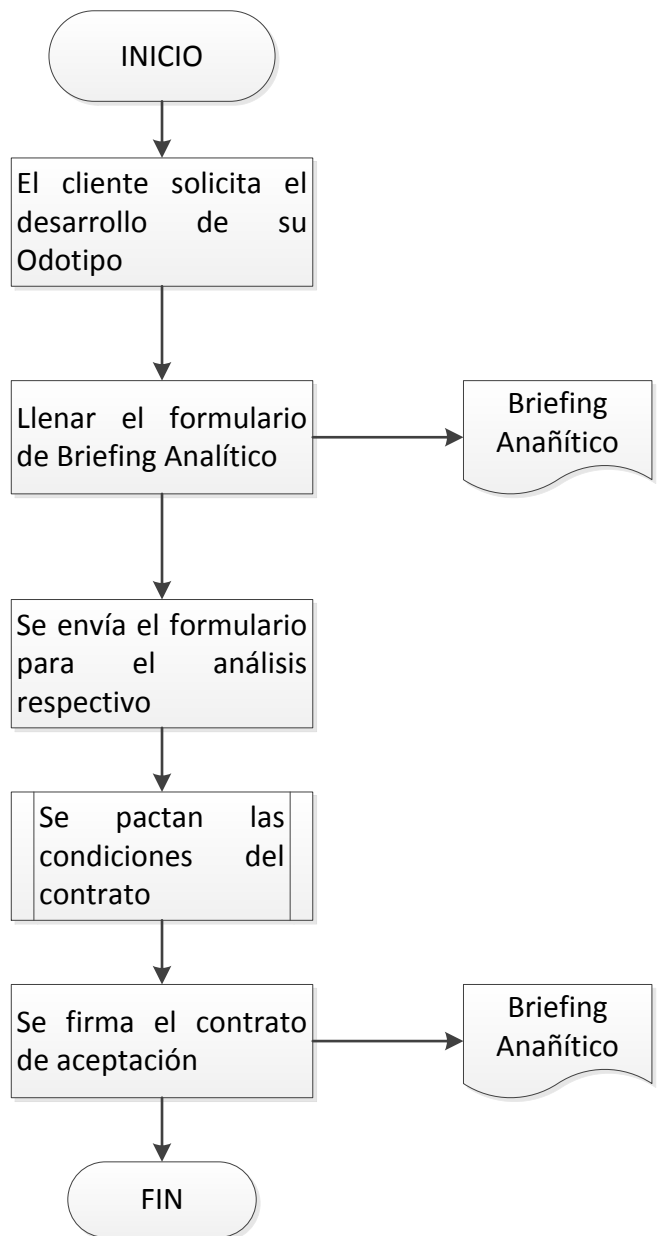 INICIO
El cliente solicita el
desarrollo de su
Odotipo
Llenar el formulario
de Briefing Analítico
Briefing
Anañítico
Se envía el formulario
para el análisis
respectivo
Se pactan las
condiciones del
contrato
Se firma el contrato
de aceptación
Briefing
Anañítico
FIN